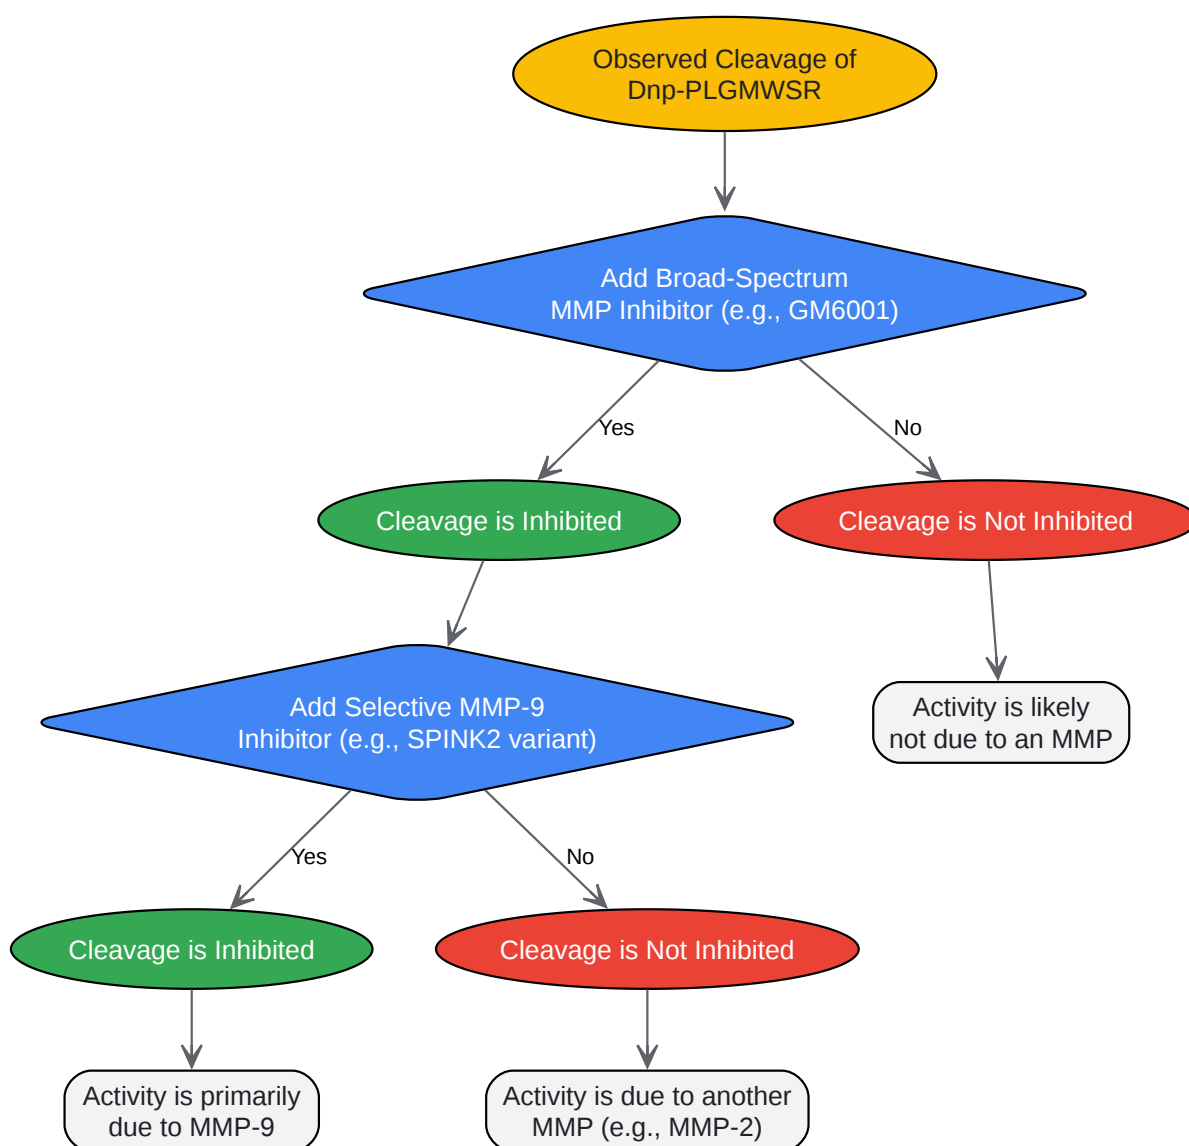 Observed Cleavage of
Dnp-PLGMWSR
Add Broad-Spectrum
MMP Inhibitor (e.g., GM6001)
Yes
No
Cleavage is Inhibited
Cleavage is Not Inhibited
Add Selective MMP-9
Inhibitor (e.g., SPINK2 variant)
Activity is likely
not due to an MMP
Yes
No
Cleavage is Inhibited
Cleavage is Not Inhibited
Activity is primarily
due to MMP-9
Activity is due to another
MMP (e.g., MMP-2)